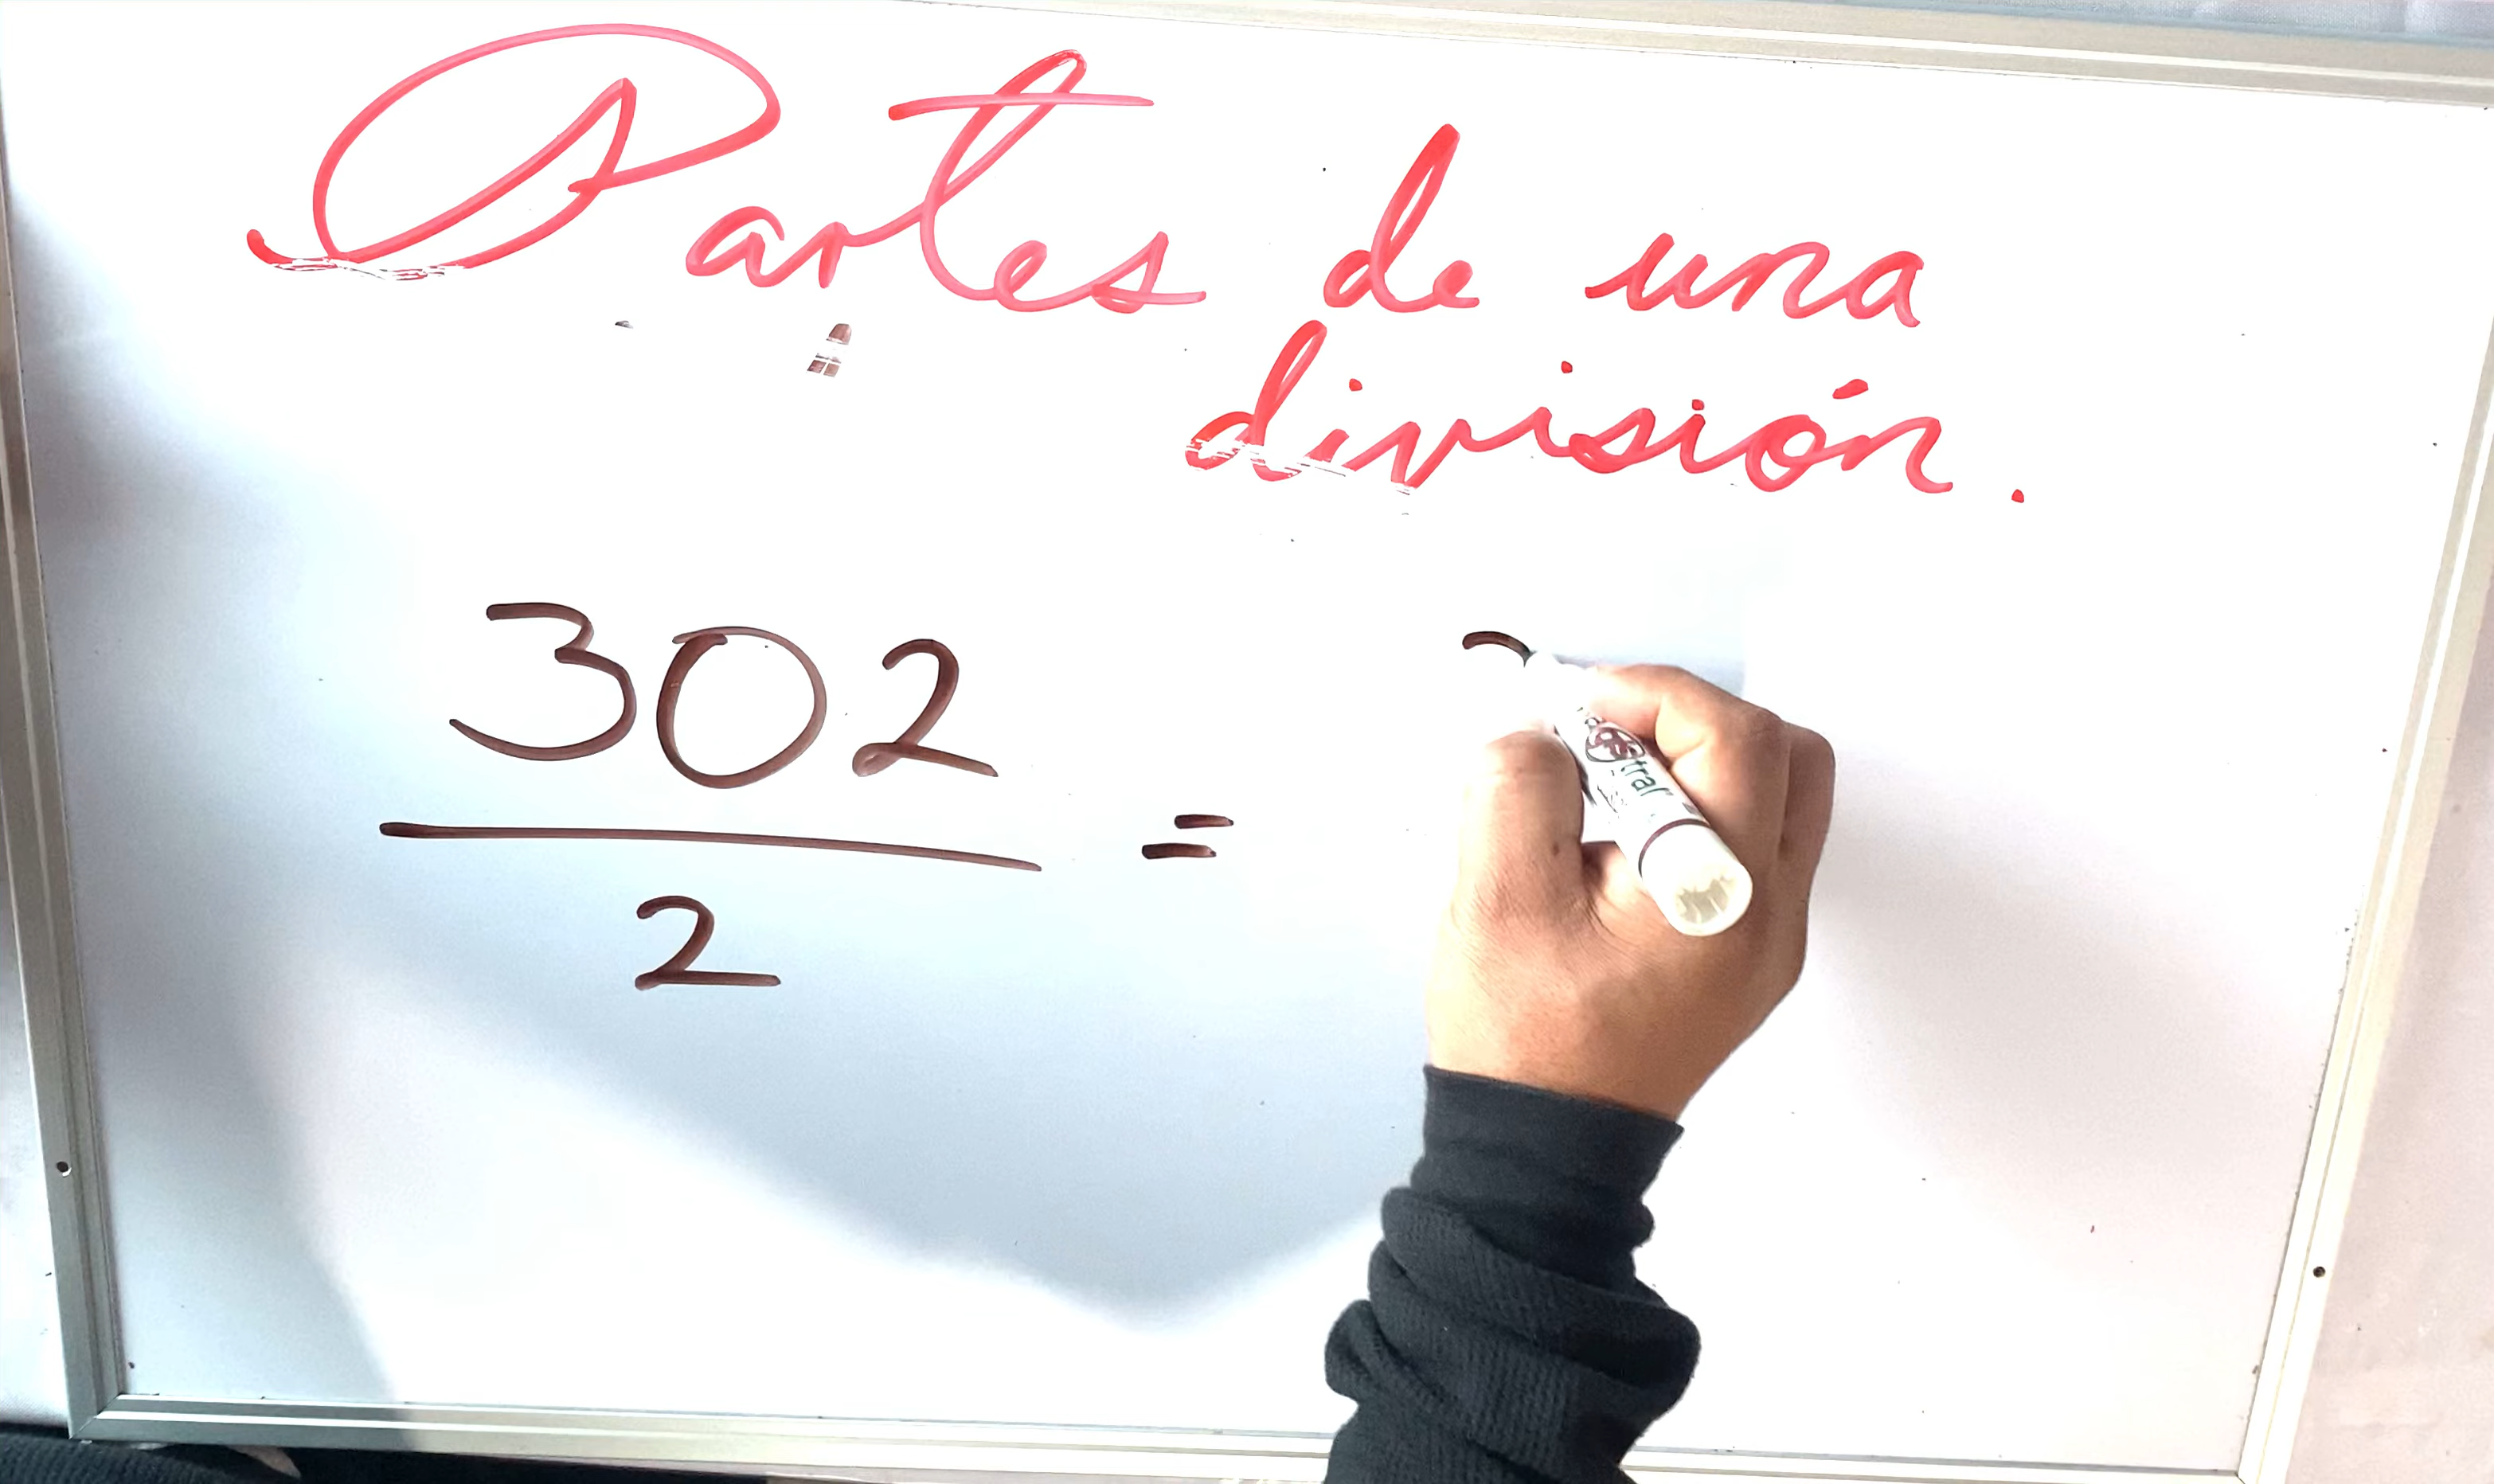 Partes de una
división.
302
=
2